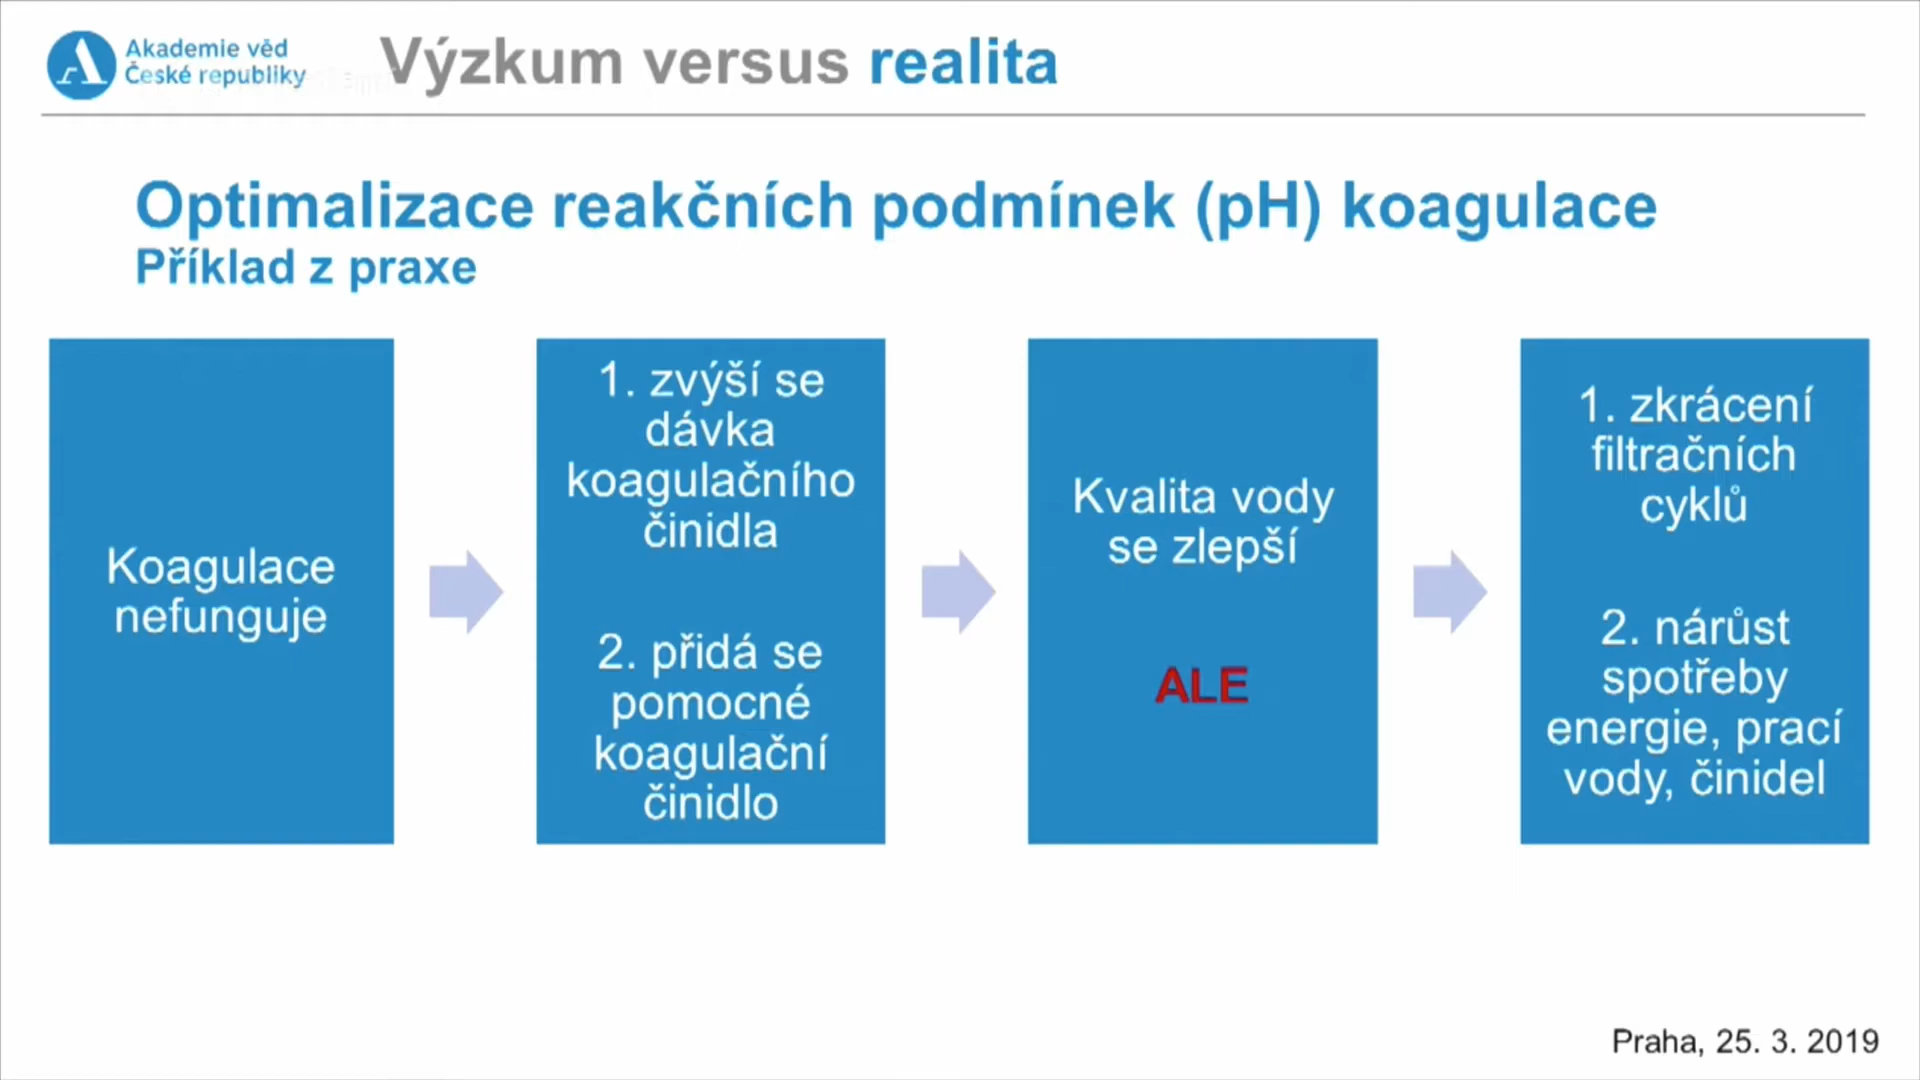 Akademie věd
České republiky
Výzkum versus realita
Optimalizace reakčních podmínek (pH) koagulace
Příklad z praxe
Koagulace
nefunguje
1. zvýší se
dávka
koagulačního
činidla
2. přidá se
pomocné
koagulační
činidlo
Kvalita vody
se zlepší
ALE
1. zkrácení
filtračních
cyklů
2. nárůst
spotřeby
energie, prací
vody, činidel
Praha, 25. 3. 2019